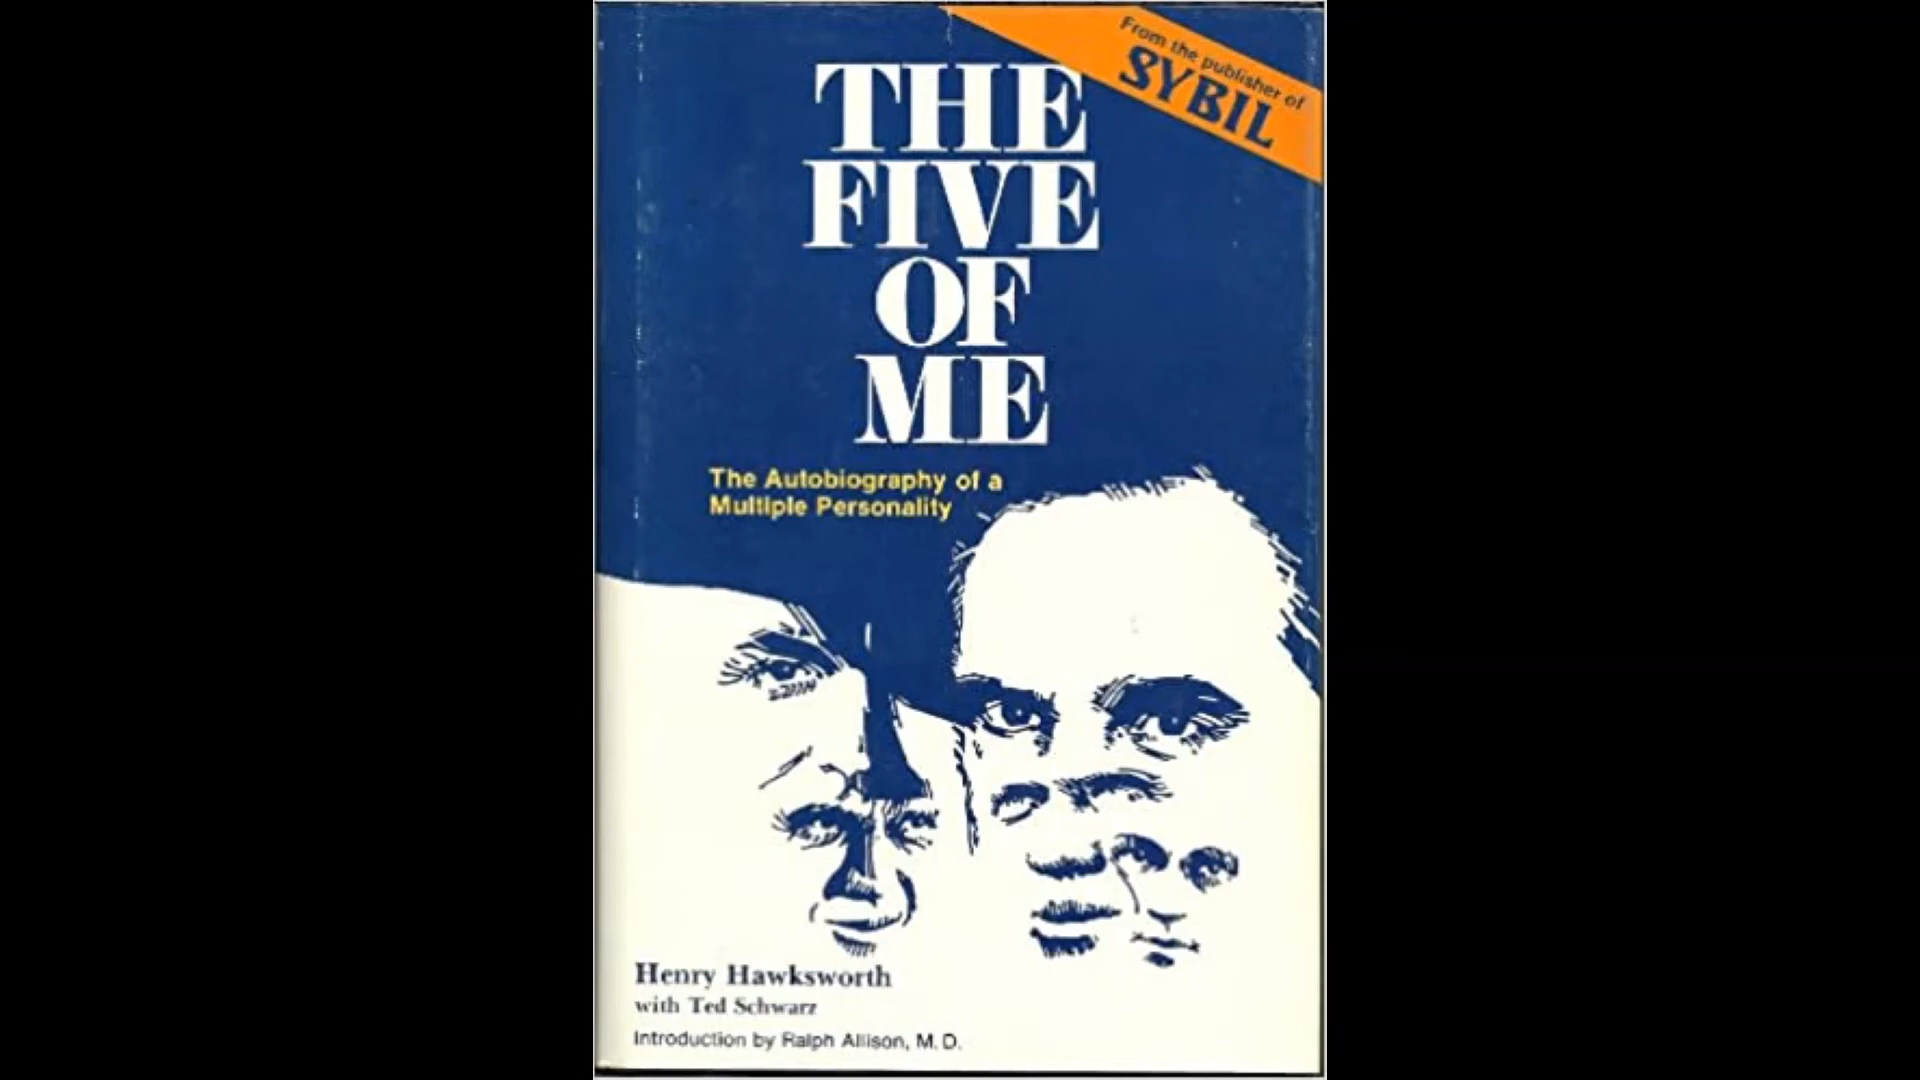 From the publisher of
SYBIL
THE
FIVE
OF
ME
The Autobiography of a
Multiple Personality
Henry Hawksworth
with Ted Schwarz
Introduction by Ralph Allison, M.D.